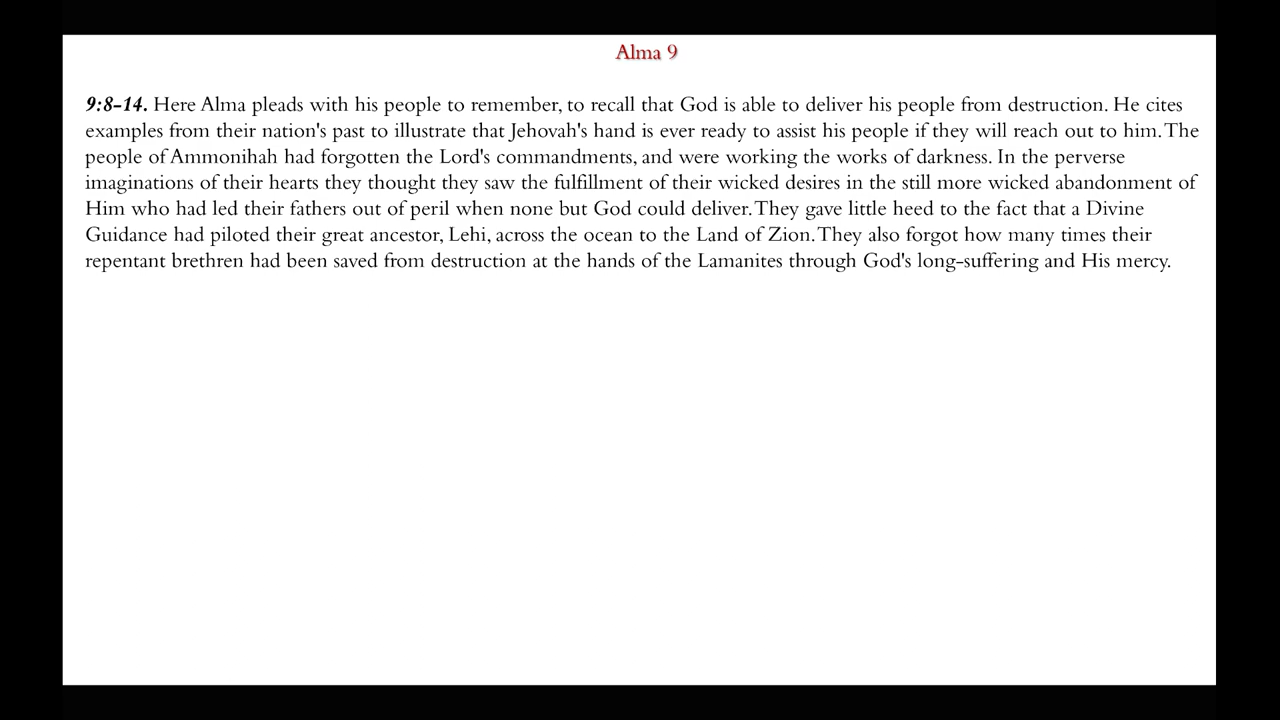 Alma 9
9:8-14. Here Alma pleads with his people to remember, to recall that God is able to deliver his people from destruction. He cites
examples from their nation's past to illustrate that Jehovah's hand is ever ready to assist his people if they will reach out to him. The
people of Ammonihah had forgotten the Lord's commandments, and were working the works of darkness. In the perverse
imaginations of their hearts they thought they saw the fulfillment of their wicked desires in the still more wicked abandonment of
Him who had led their fathers out of peril when none but God could deliver. They gave little heed to the fact that a Divine
Guidance had piloted their great ancestor, Lehi, across the ocean to the Land of Zion. They also forgot how many times their
repentant brethren had been saved from destruction at the hands of the Lamanites through God's long-suffering and His mercy.